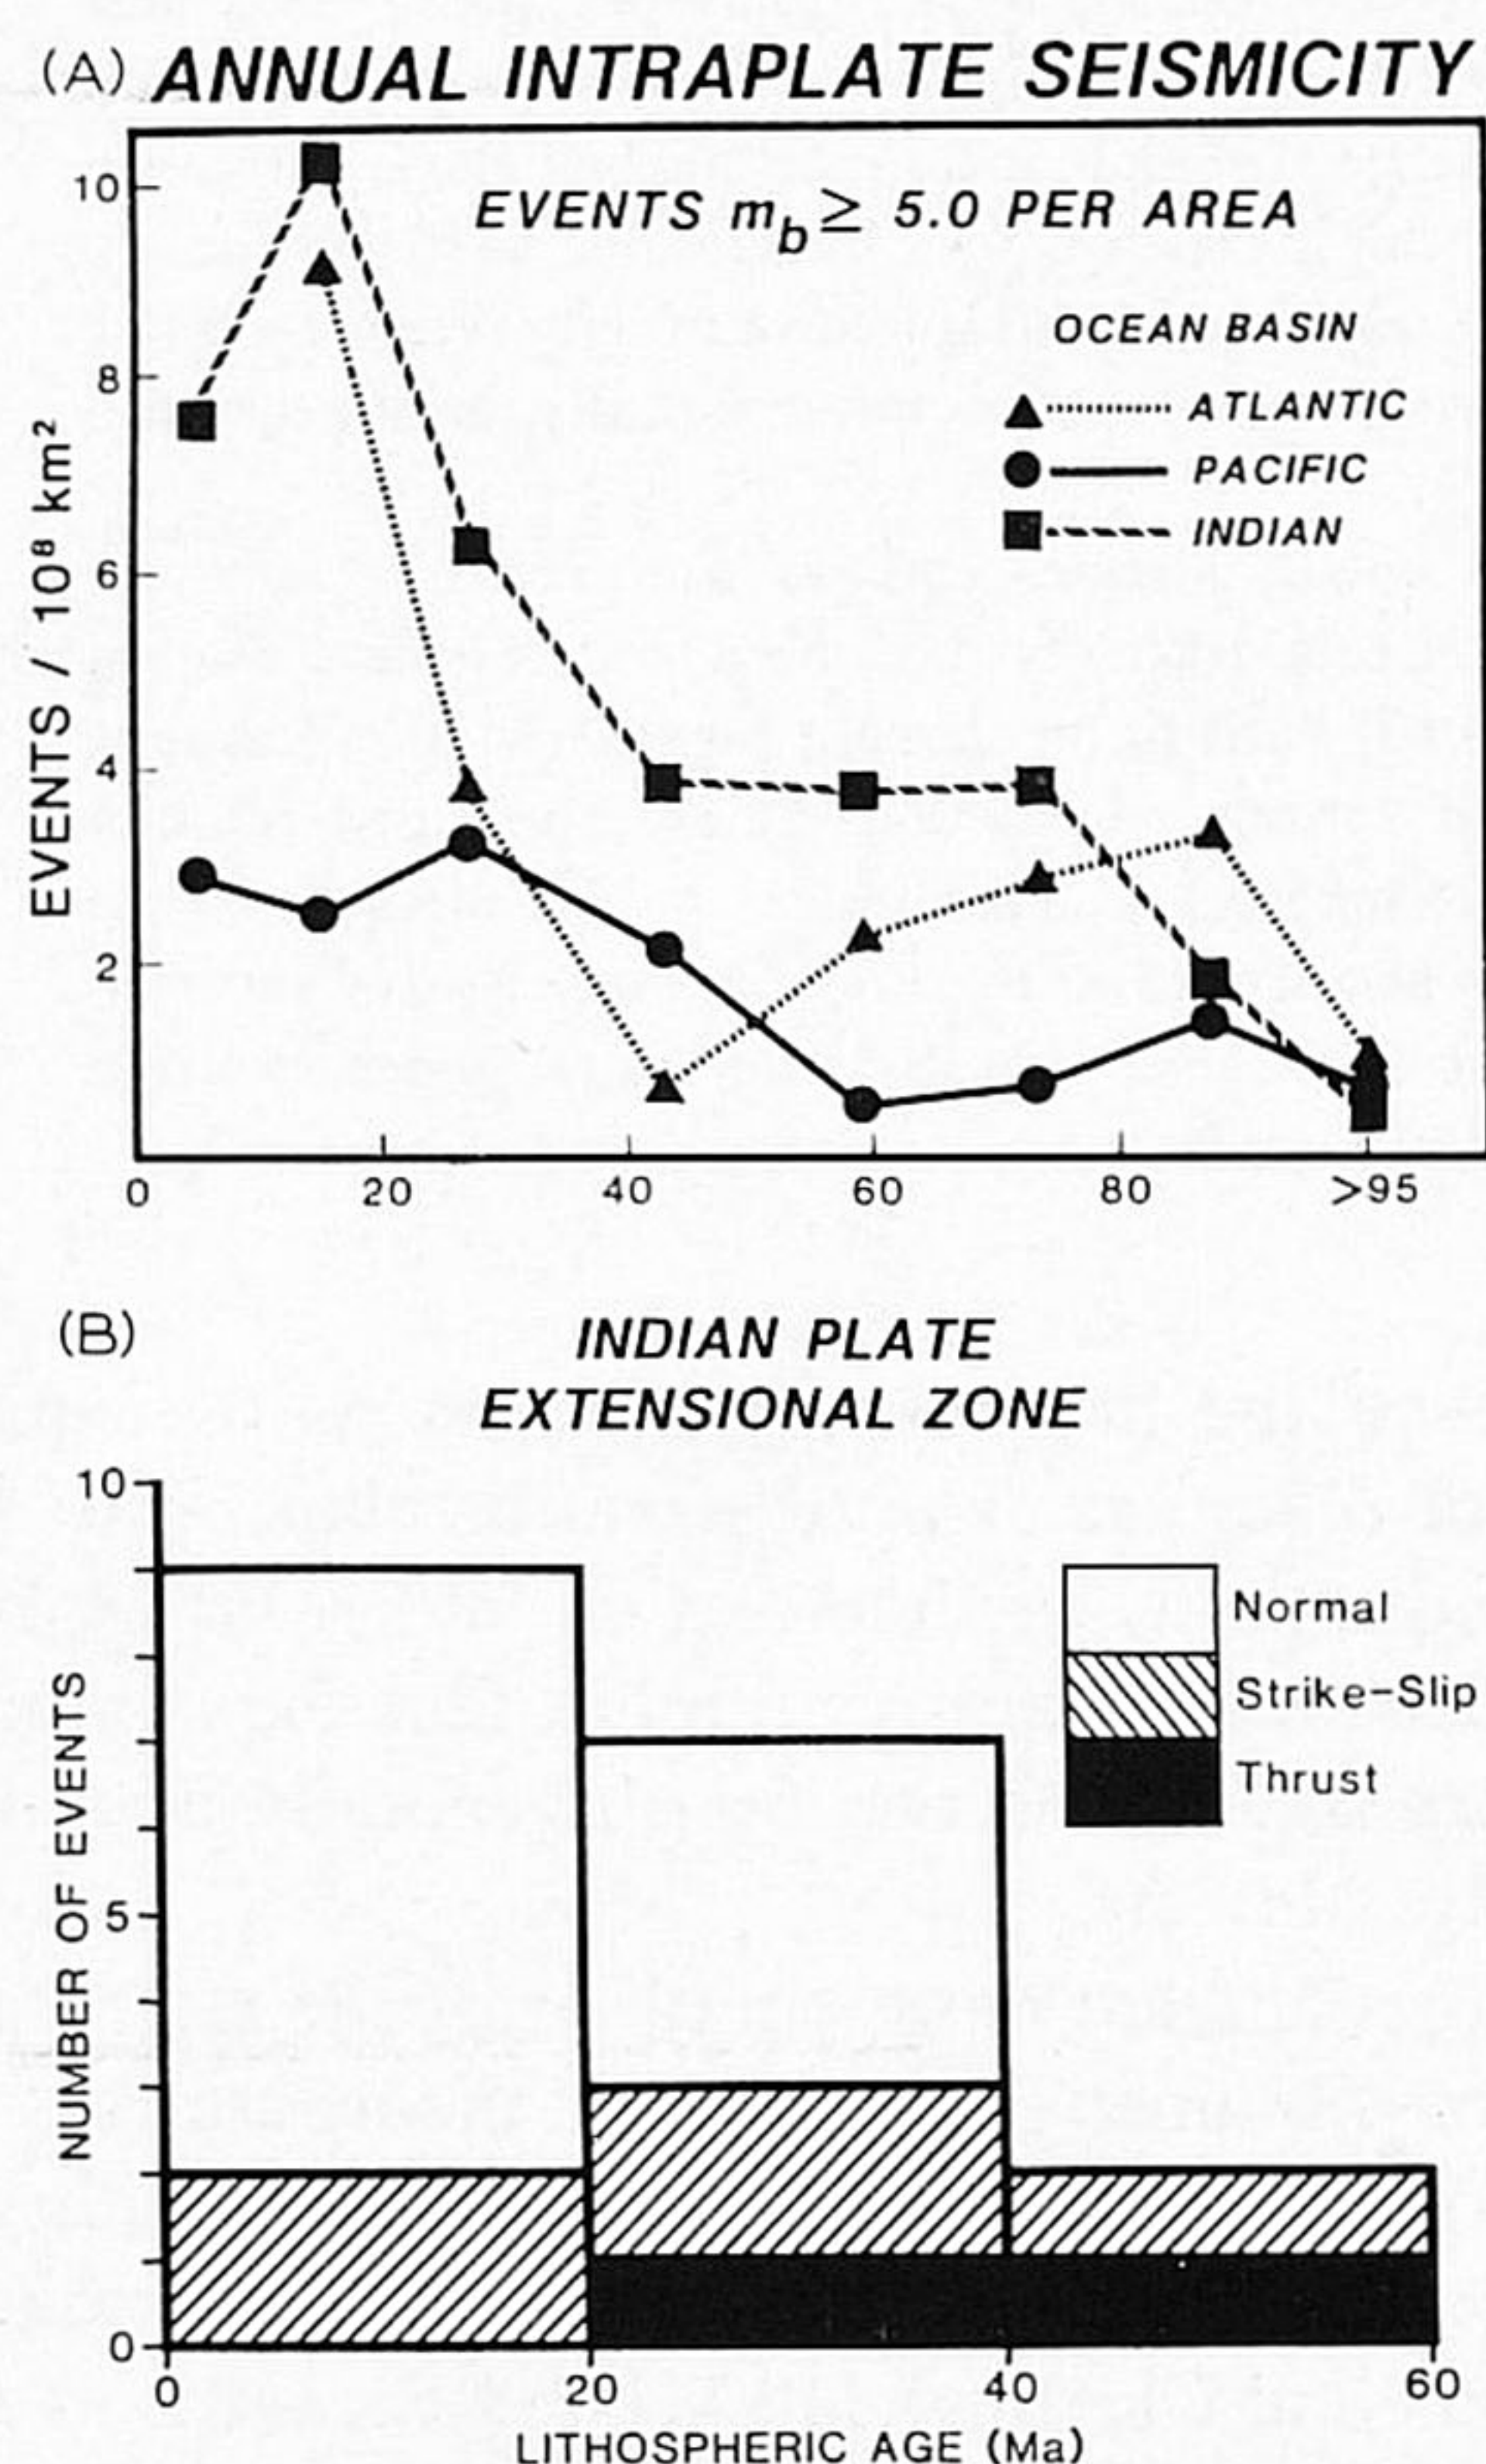 (A) ANNUAL INTRAPLATE SEISMICITY
EVENTS / 10⁸ km²
10
8
6
4
2
EVENTS mb ≥ 5.0 PER AREA
OCEAN BASIN
ATLANTIC
PACIFIC
INDIAN
0 20 40 60 80 >95
(B) INDIAN PLATE
EXTENSIONAL ZONE
NUMBER OF EVENTS
10
5
0
Normal
Strike-Slip
Thrust
0 20 40 60
LITHOSPHERIC AGE (Ma)